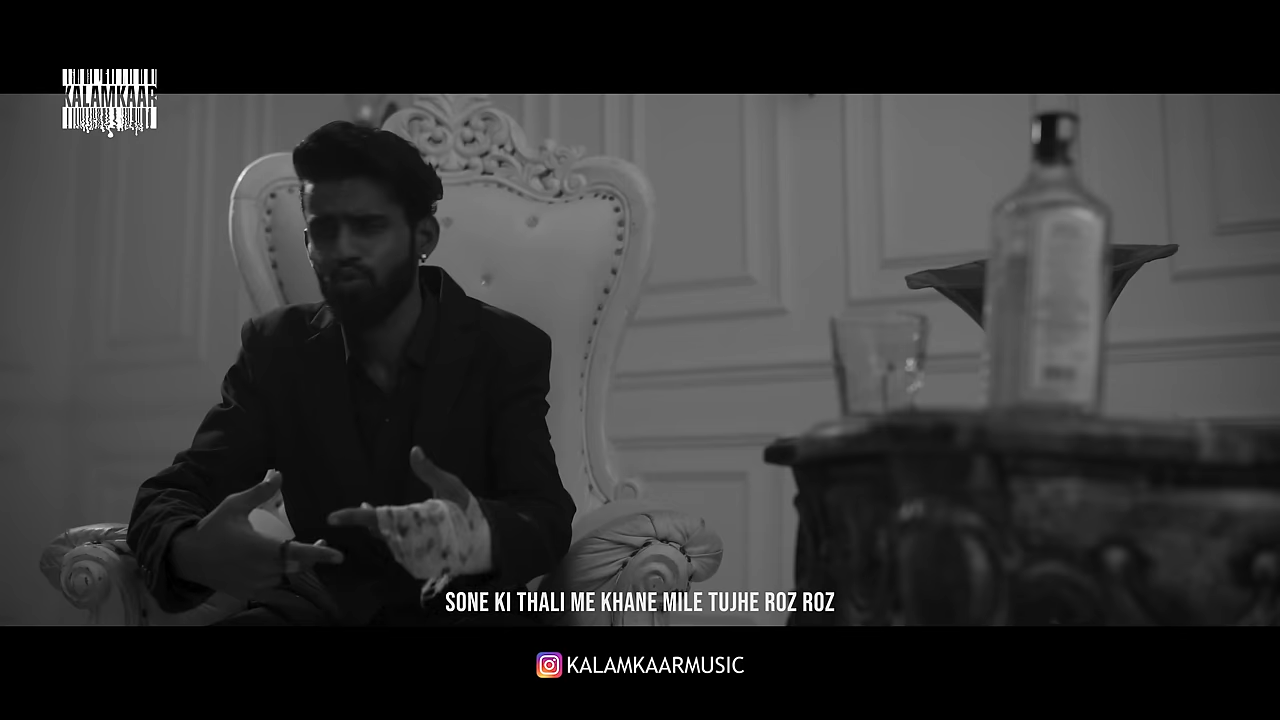 KALAMKAAR
SONE KI THALI ME KHANE MILE TUJHE ROZ ROZ
KALAMKAARMUSIC